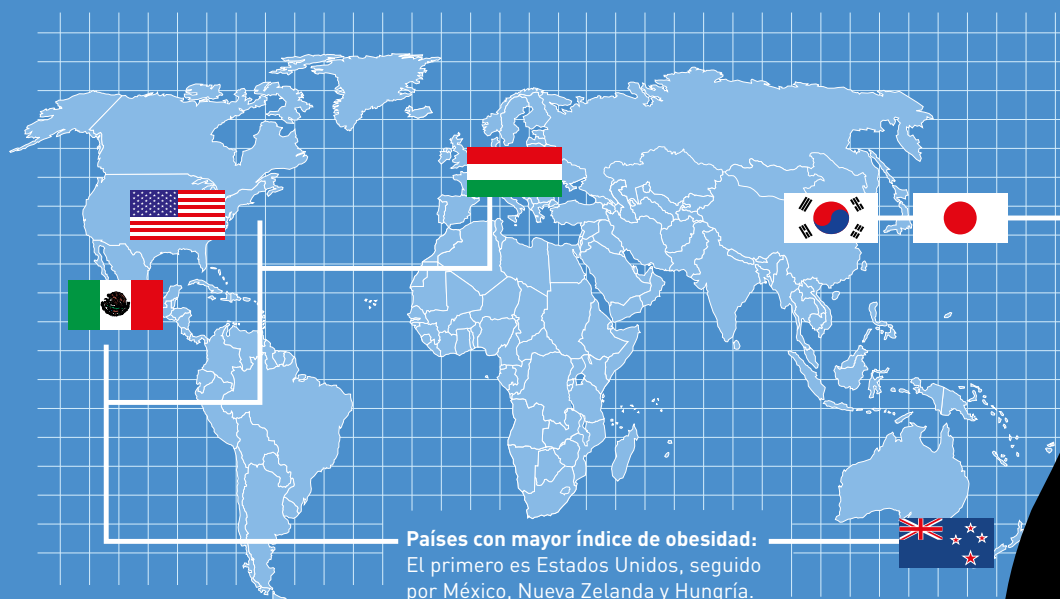 Países con mayor índice de obesidad:
El primero es Estados Unidos, seguido
por México, Nueva Zelanda y Hungría.